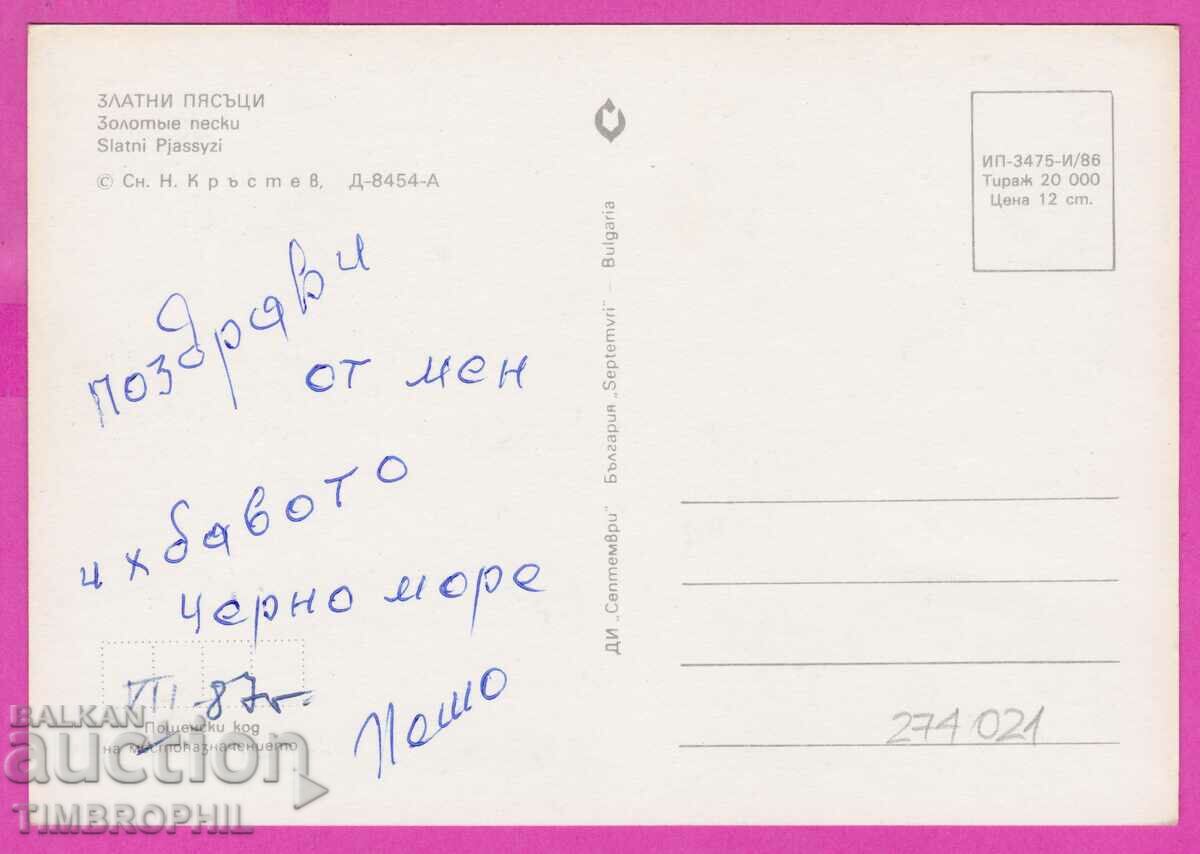 ЗЛАТНИ ПЯСЪЦИ
Золотые пески
Slatni Pjassyzi
© Сн. Н. Кръстев, Д-8454-А
поздрави
от мен
и хбавото
черно море
VII -87г.
Пешо
Пощенски код
на местоназначението
ДИ „Септември" България „Septemvri" – Bulgaria
ИП-3475-И/86
Тираж 20 000
Цена 12 ст.
274021
BALKAN
auction
TIMBROPHIL